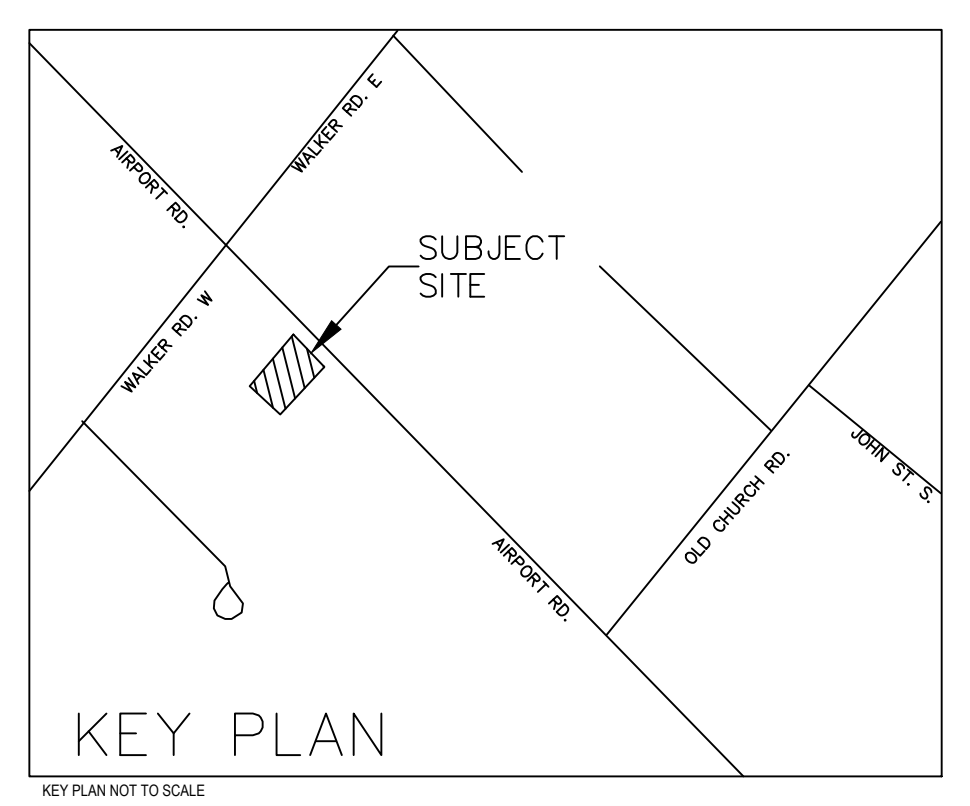 WALKER RD. E
AIRPORT RD.
SUBJECT
SITE
WALKER RD. W
JOHN ST. S.
OLD CHURCH RD.
AIRPORT RD.
KEY PLAN
KEY PLAN NOT TO SCALE